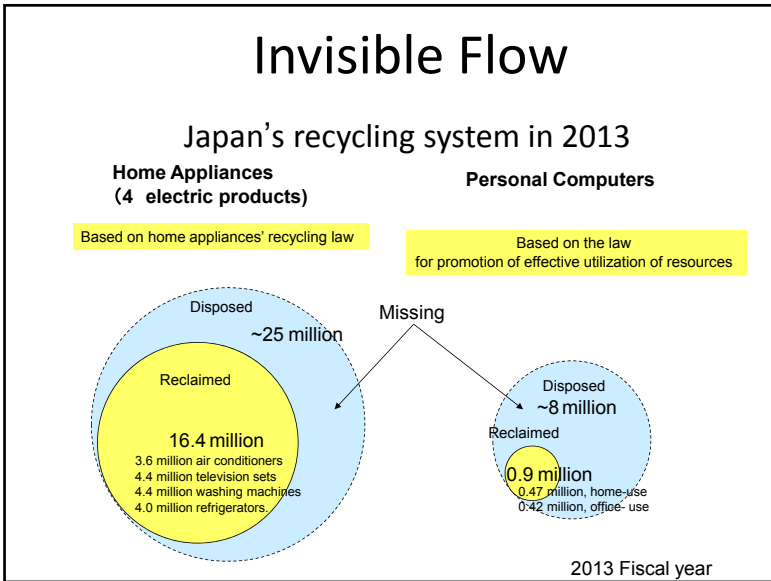 Invisible Flow
Japan's recycling system in 2013
Home Appliances
(4 electric products)
Personal Computers
Based on home appliances' recycling law
Based on the law
for promotion of effective utilization of resources
Disposed
~25 million
Missing
Reclaimed
16.4 million
3.6 million air conditioners
4.4 million television sets
4.4 million washing machines
4.0 million refrigerators.
Disposed
~8 million
Reclaimed
0.9 million
0.47 million, home-use
0.42 million, office- use
2013 Fiscal year